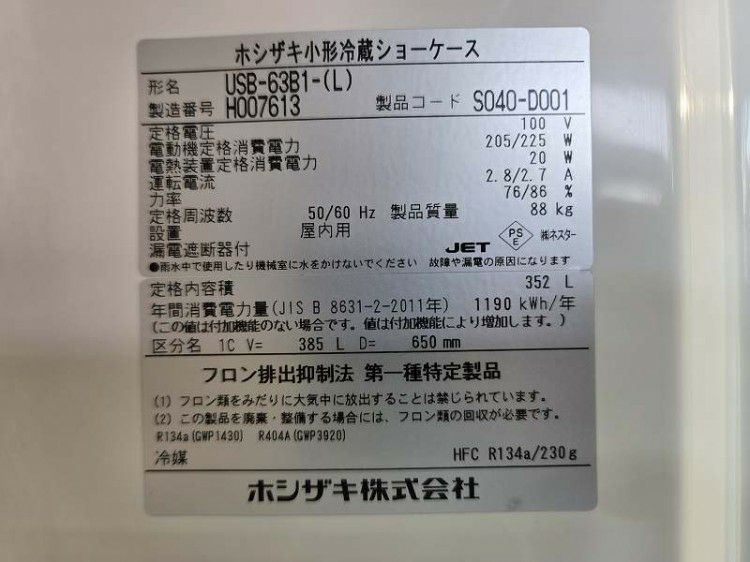 ホシザキ小形冷蔵ショーケース
形名 USB-63B1-(L)
製造番号 H007613 製品コード S040-D001
定格電圧 100 V
電動機定格消費電力 205/225 W
電熱装置定格消費電力 20 W
運転電流 2.8/2.7 A
力率 76/86 %
定格周波数 50/60 Hz 製品質量 88 kg
設置 屋内用
漏電遮断器付 JET PSE ㈱ネスター
●雨水中で使用したり機械室に水をかけないでください 故障や漏電の原因になります
定格内容積 352 L
年間消費電力量(JIS B 8631-2-2011年) 1190 kWh/年
(この値は付加機能のない場合です。値は付加機能により増加します。)
区分名 1C V= 385 L D= 650 mm
フロン排出抑制法 第一種特定製品
(1) フロン類をみだりに大気中に放出することは禁じられています。
(2) この製品を廃棄・整備する場合には、フロン類の回収が必要です。
R134a(GWP1430) R404A(GWP3920)
冷媒 HFC R134a/230g
ホシザキ株式会社